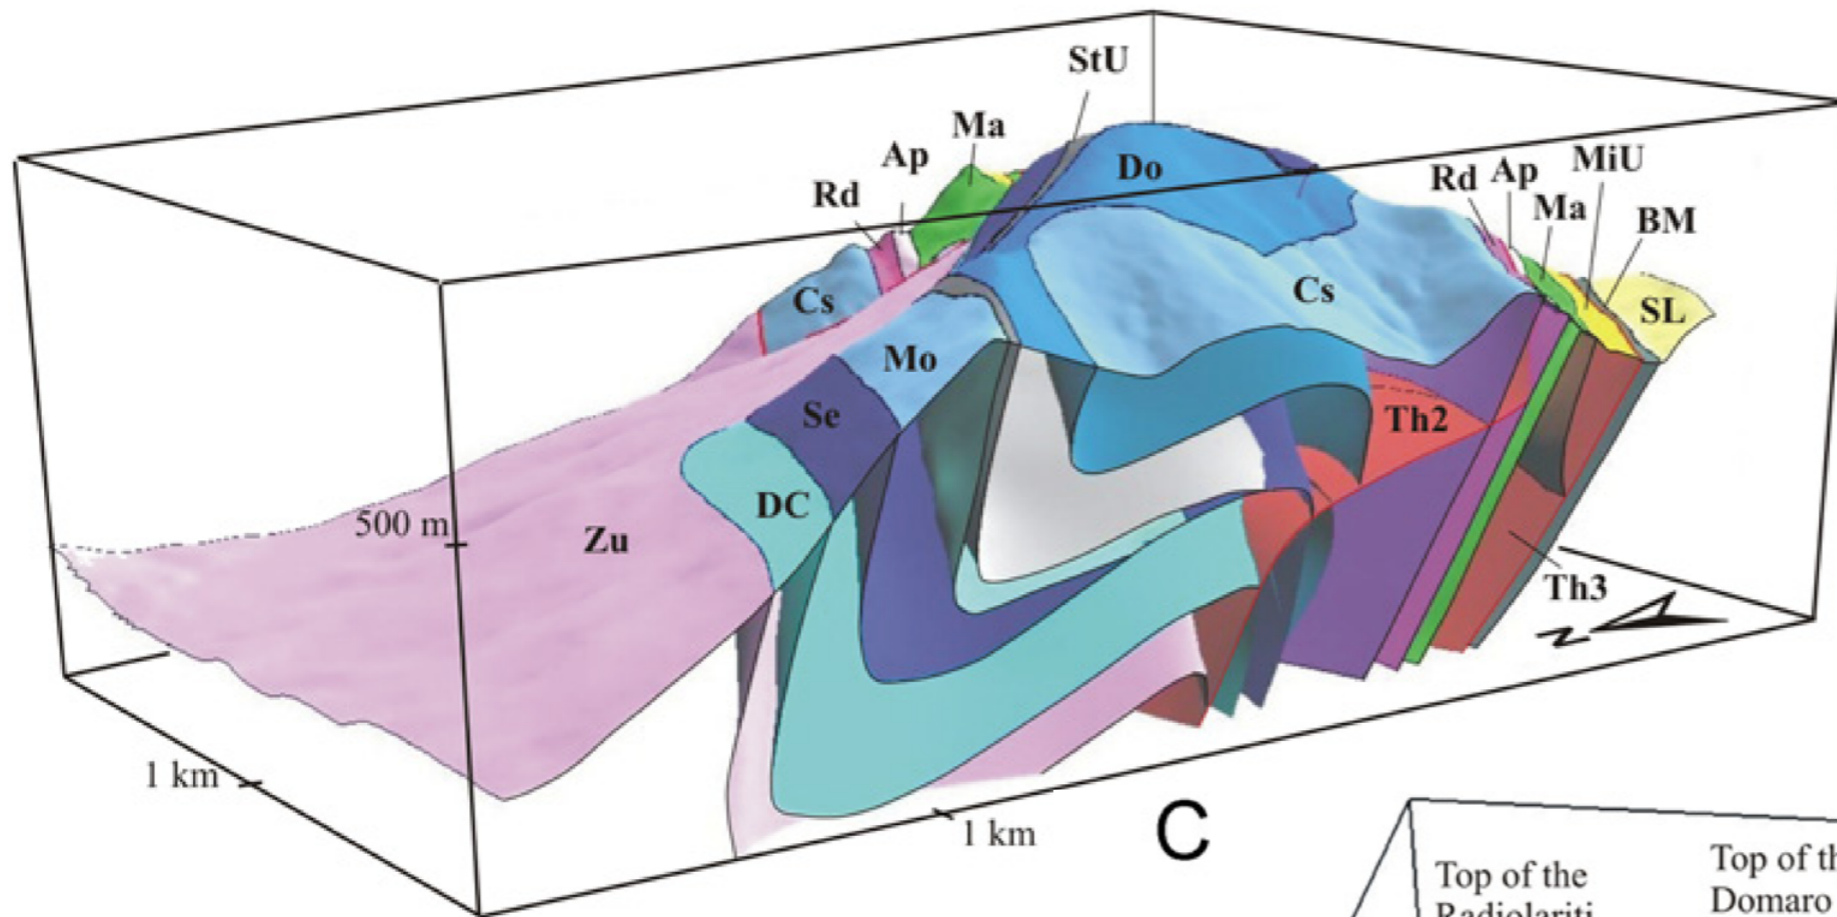 StU
Ma
Ap
Rd
Do
MiU
Rd
Ap
Ma
BM
SL
Cs
Cs
Mo
Se
Th2
DC
500 m
Zu
Th3
N
1 km
1 km
C
Top of the
Radiolariti
Top of th
Domaro